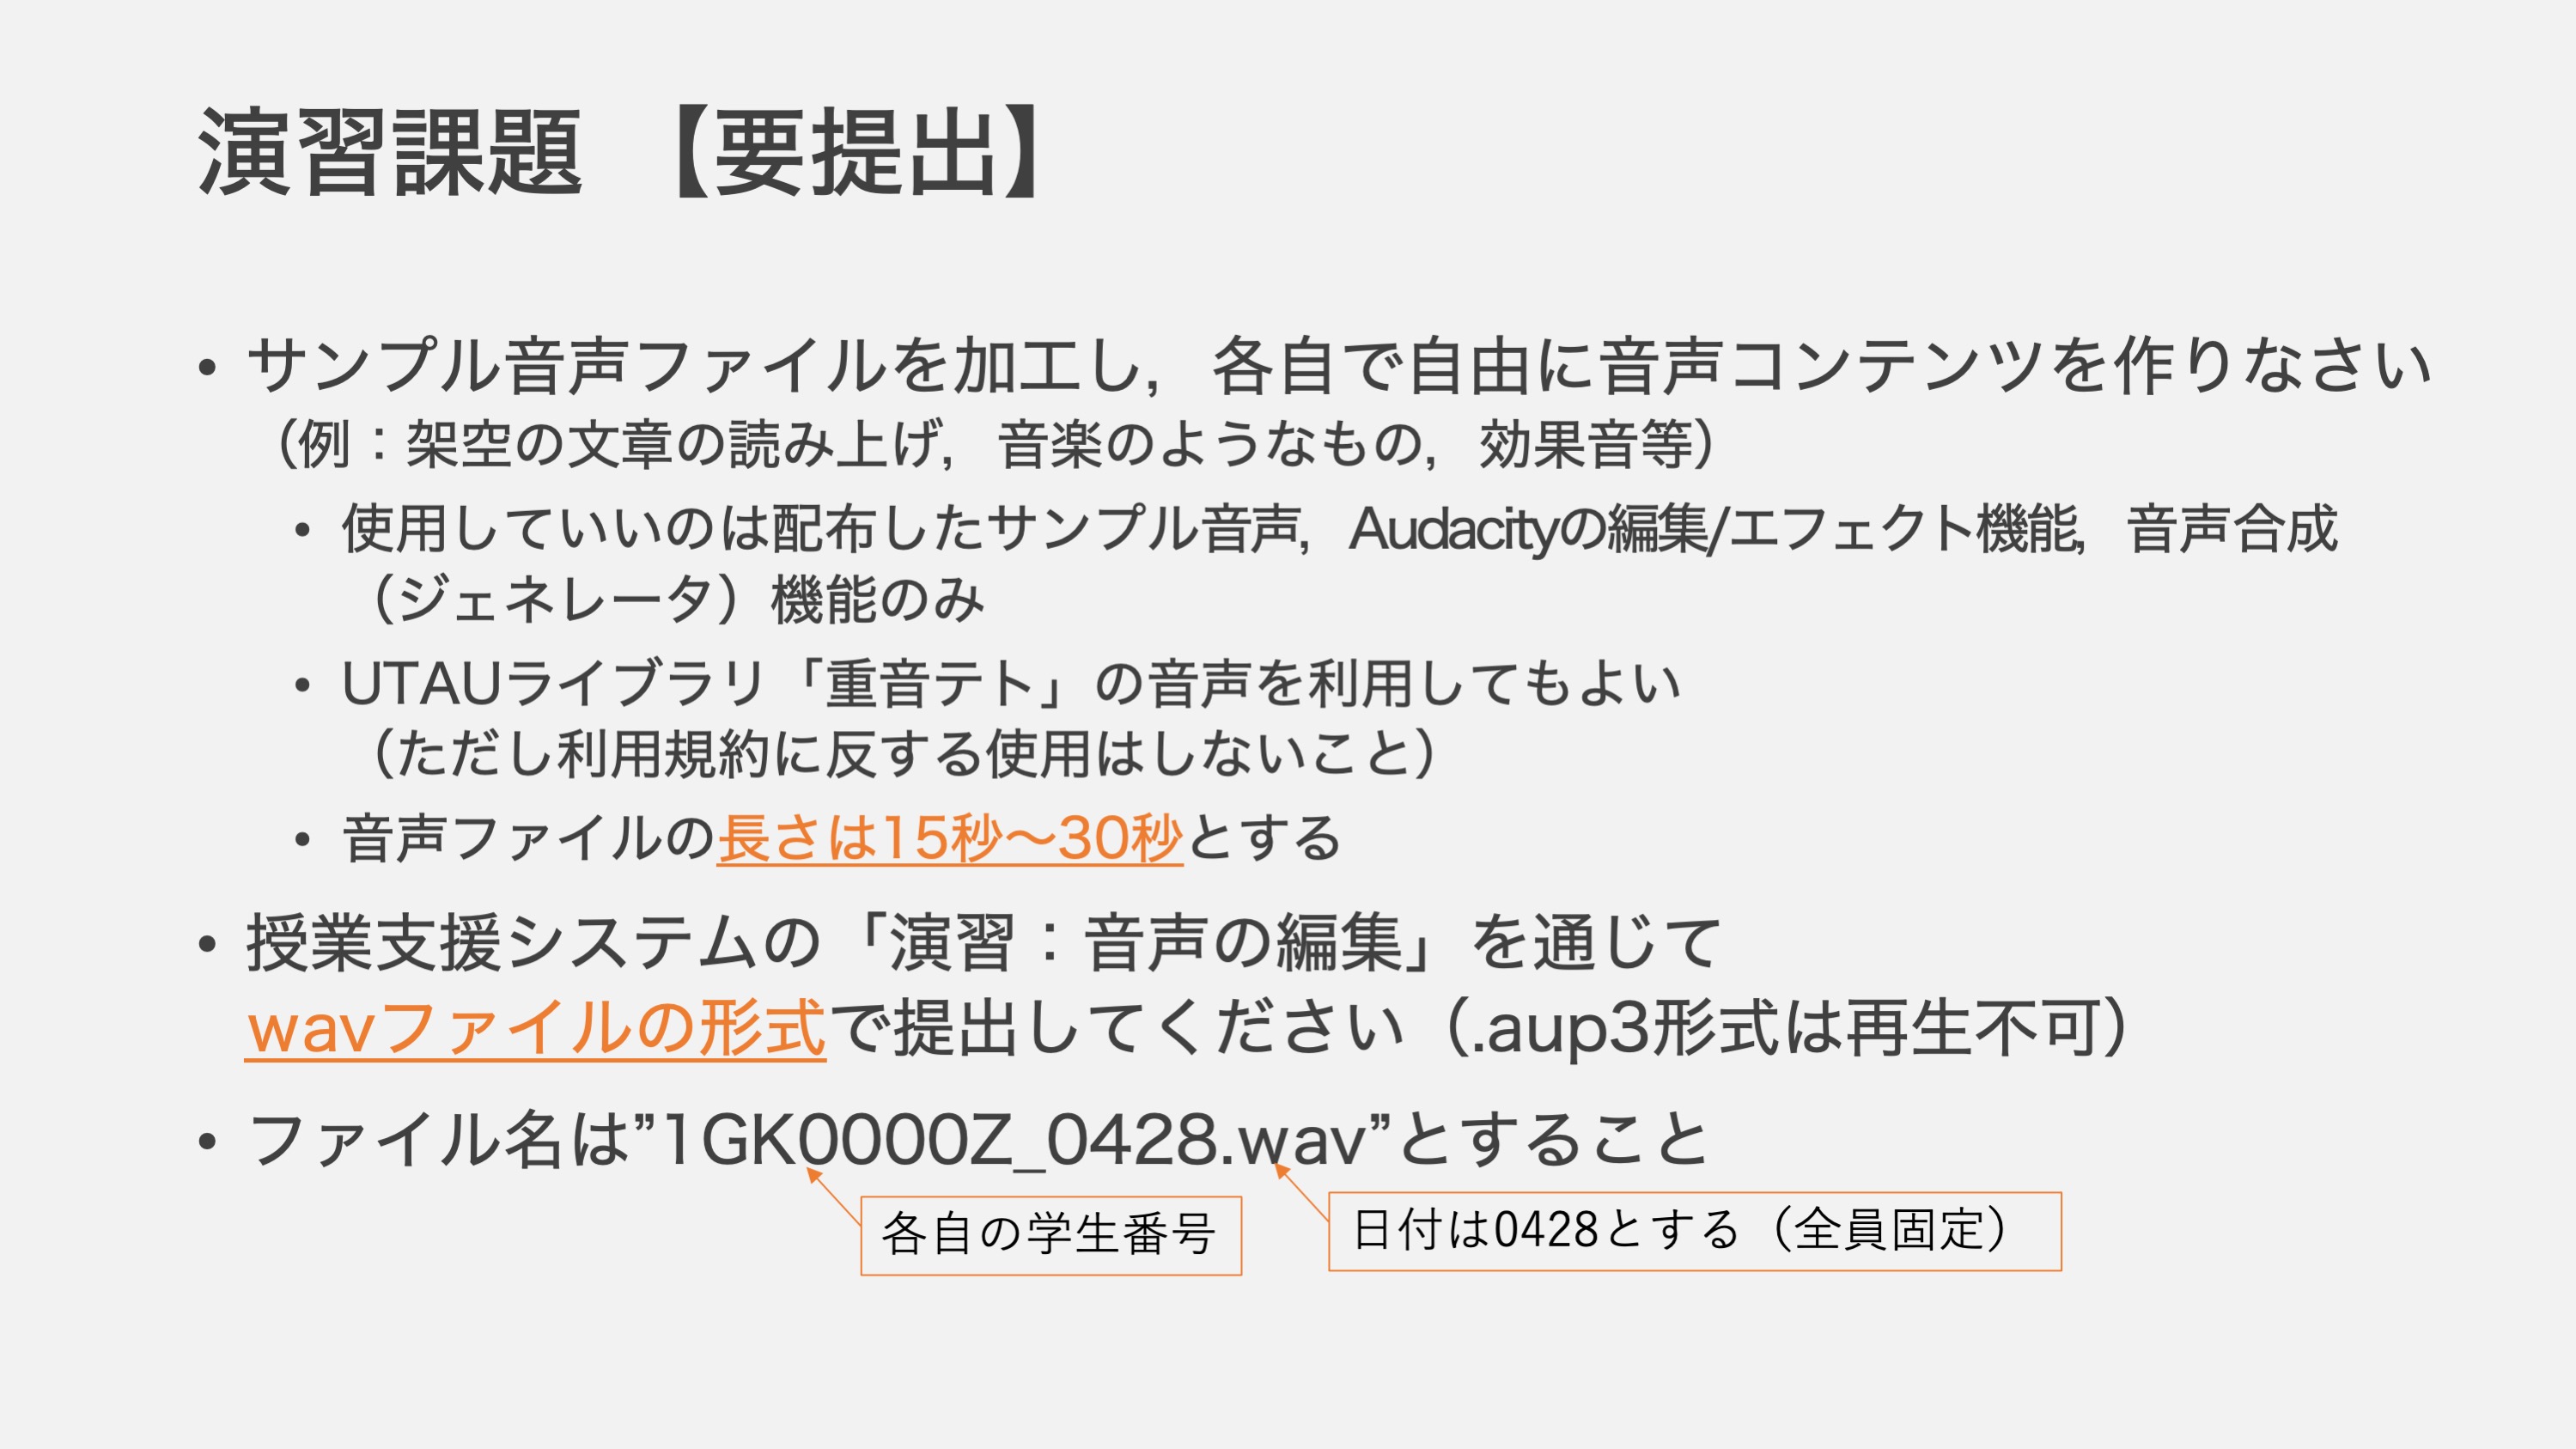 演習課題 【要提出】
• サンプル音声ファイルを加工し，各自で自由に音声コンテンツを作りなさい
（例：架空の文章の読み上げ，音楽のようなもの，効果音等）
• 使用していいのは配布したサンプル音声，Audacityの編集/エフェクト機能，音声合成
（ジェネレータ）機能のみ
• UTAUライブラリ「重音テト」の音声を利用してもよい
（ただし利用規約に反する使用はしないこと）
• 音声ファイルの長さは15秒〜30秒とする
• 授業支援システムの「演習：音声の編集」を通じて
wavファイルの形式で提出してください（.aup3形式は再生不可）
• ファイル名は”1GK0000Z_0428.wav”とすること
各自の学生番号
日付は0428とする（全員固定）